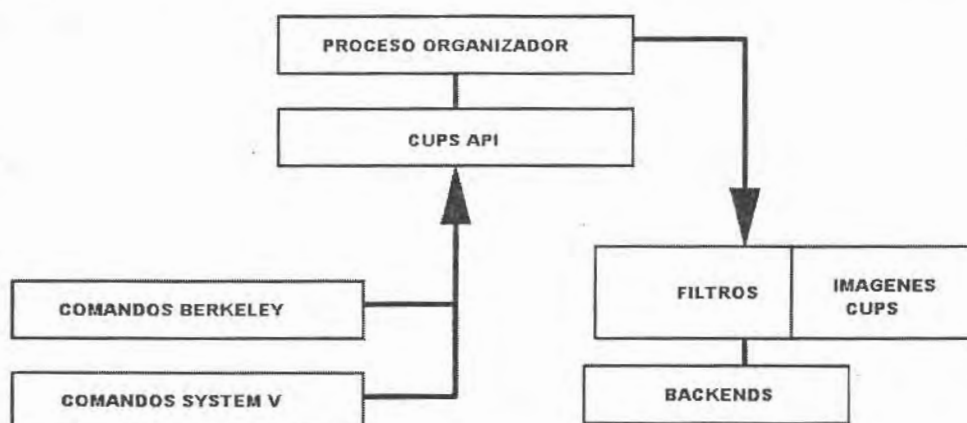 PROCESO ORGANIZADOR
CUPS API
COMANDOS BERKELEY
COMANDOS SYSTEM V
FILTROS
IMAGENES
CUPS
BACKENDS